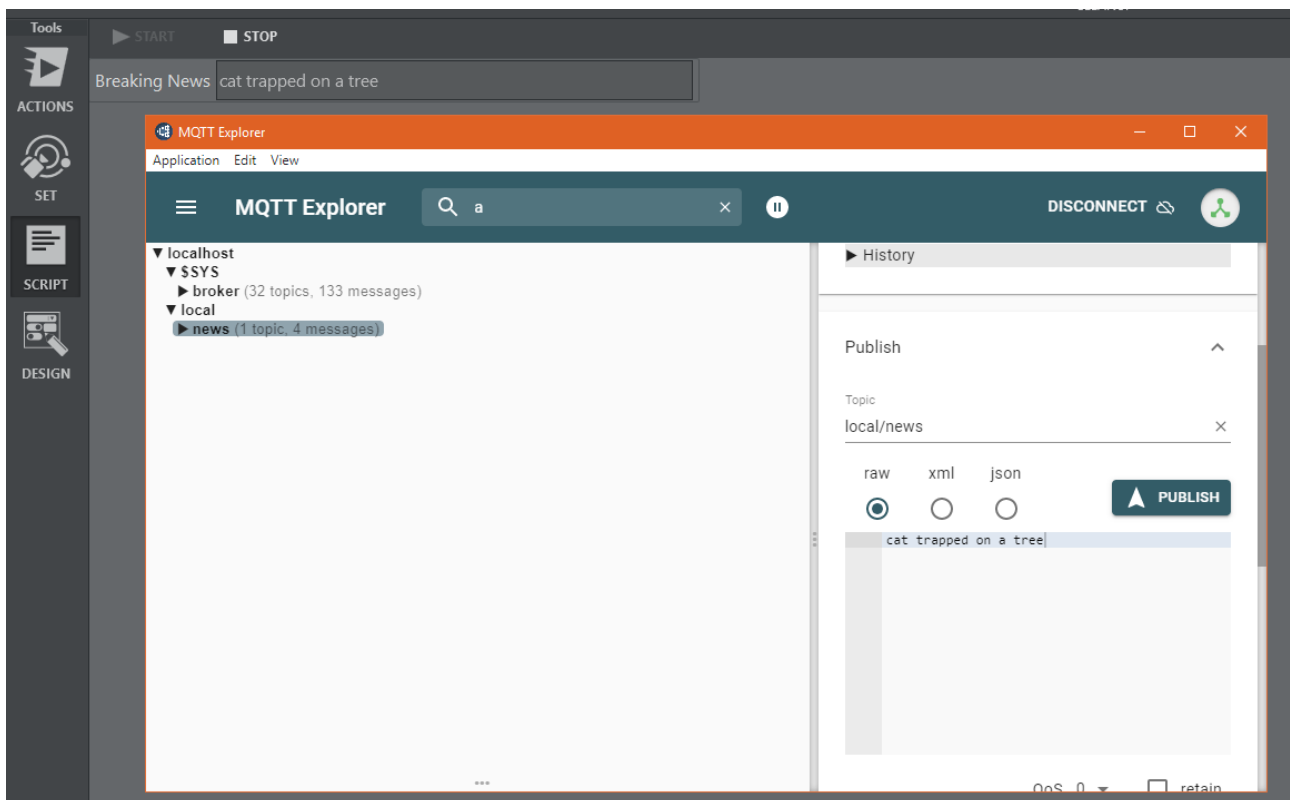 Tools
START
STOP
Breaking News cat trapped on a tree
ACTIONS
SET
SCRIPT
DESIGN
MQTT Explorer
Application Edit View
MQTT Explorer
a
DISCONNECT
▼ localhost
▼ $SYS
▶ broker (32 topics, 133 messages)
▼ local
▶ news (1 topic, 4 messages)
▶ History
Publish
Topic
local/news
raw xml json
PUBLISH
cat trapped on a tree
QoS 0
retain